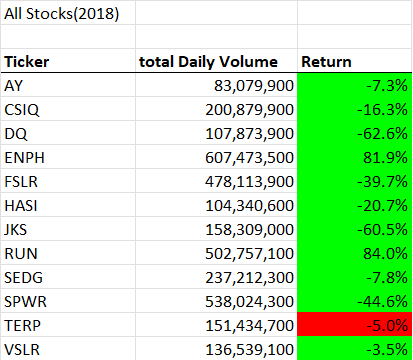 All Stocks(2018)
Ticker total Daily Volume Return
AY 83,079,900 -7.3%
CSIQ 200,879,900 -16.3%
DQ 107,873,900 -62.6%
ENPH 607,473,500 81.9%
FSLR 478,113,900 -39.7%
HASI 104,340,600 -20.7%
JKS 158,309,000 -60.5%
RUN 502,757,100 84.0%
SEDG 237,212,300 -7.8%
SPWR 538,024,300 -44.6%
TERP 151,434,700 -5.0%
VSLR 136,539,100 -3.5%